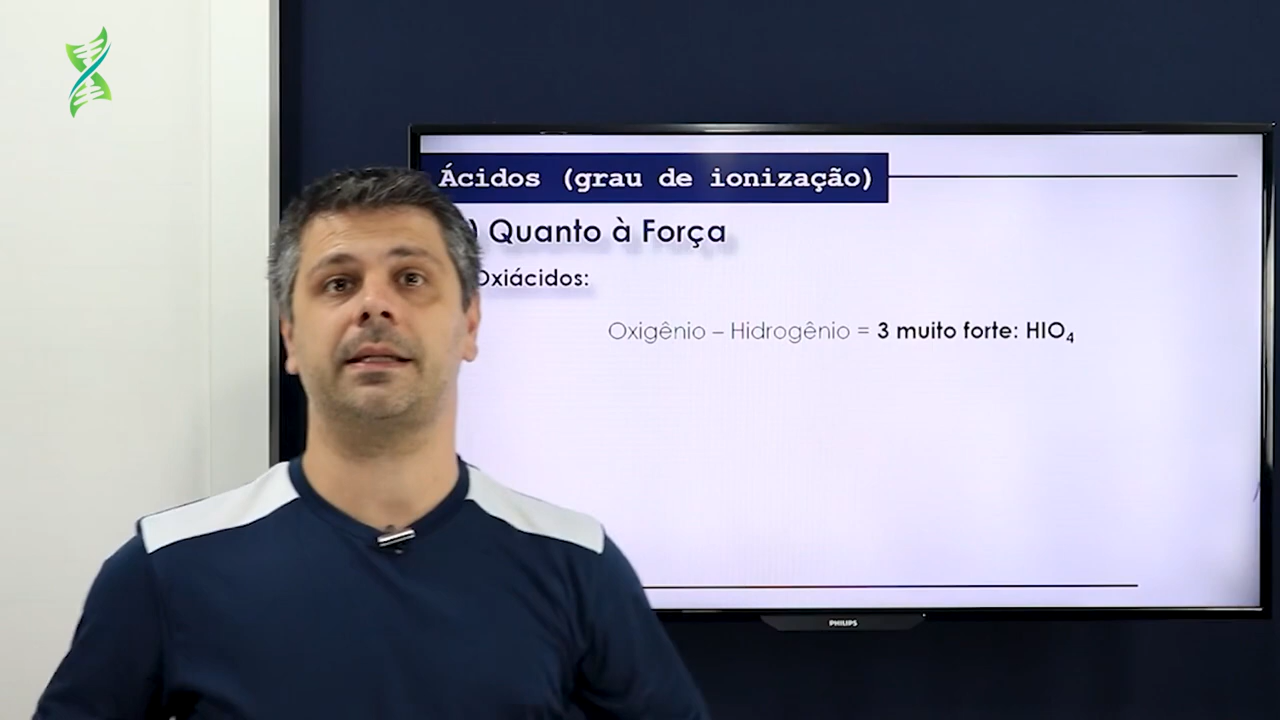 Ácidos (grau de ionização)
) Quanto à Força
Oxiácidos:
Oxigênio – Hidrogênio = 3 muito forte: HIO₄
PHILIPS